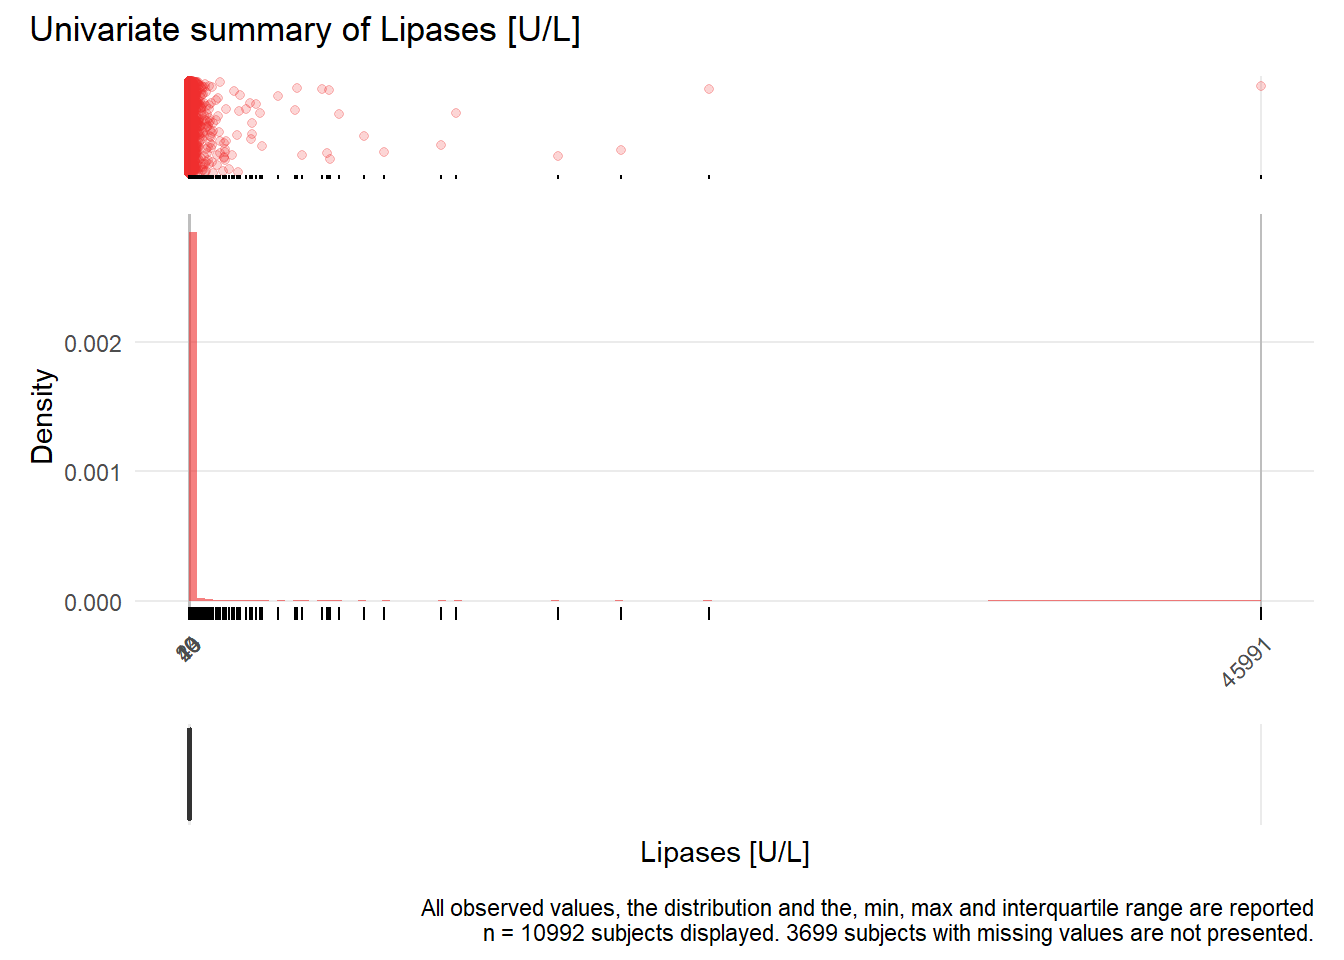 Univariate summary of Lipases [U/L]
Density
0.002
0.001
0.000
45991
Lipases [U/L]
All observed values, the distribution and the, min, max and interquartile range are reported
n = 10992 subjects displayed. 3699 subjects with missing values are not presented.